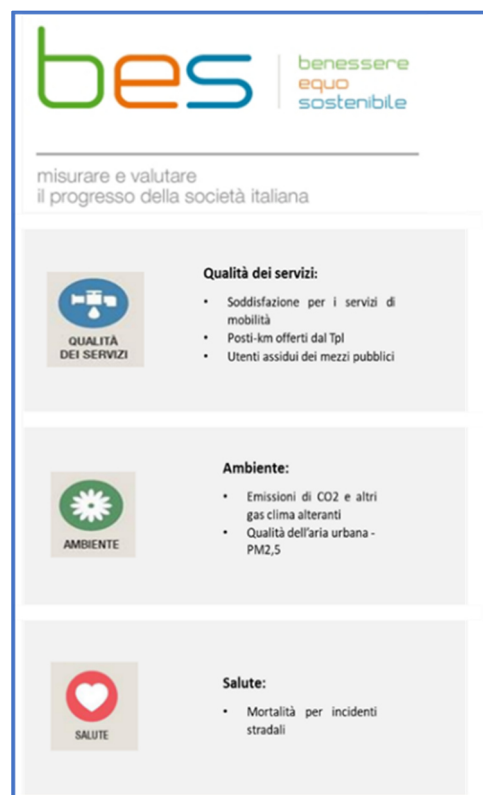 bes
benessere
equo
sostenibile
misurare e valutare
il progresso della società italiana
QUALITÀ
DEI SERVIZI
Qualità dei servizi:
• Soddisfazione per i servizi di
mobilità
• Posti-km offerti dal Tpl
• Utenti assidui dei mezzi pubblici
AMBIENTE
Ambiente:
• Emissioni di CO2 e altri
gas clima alteranti
• Qualità dell'aria urbana -
PM2,5
SALUTE
Salute:
• Mortalità per incidenti
stradali